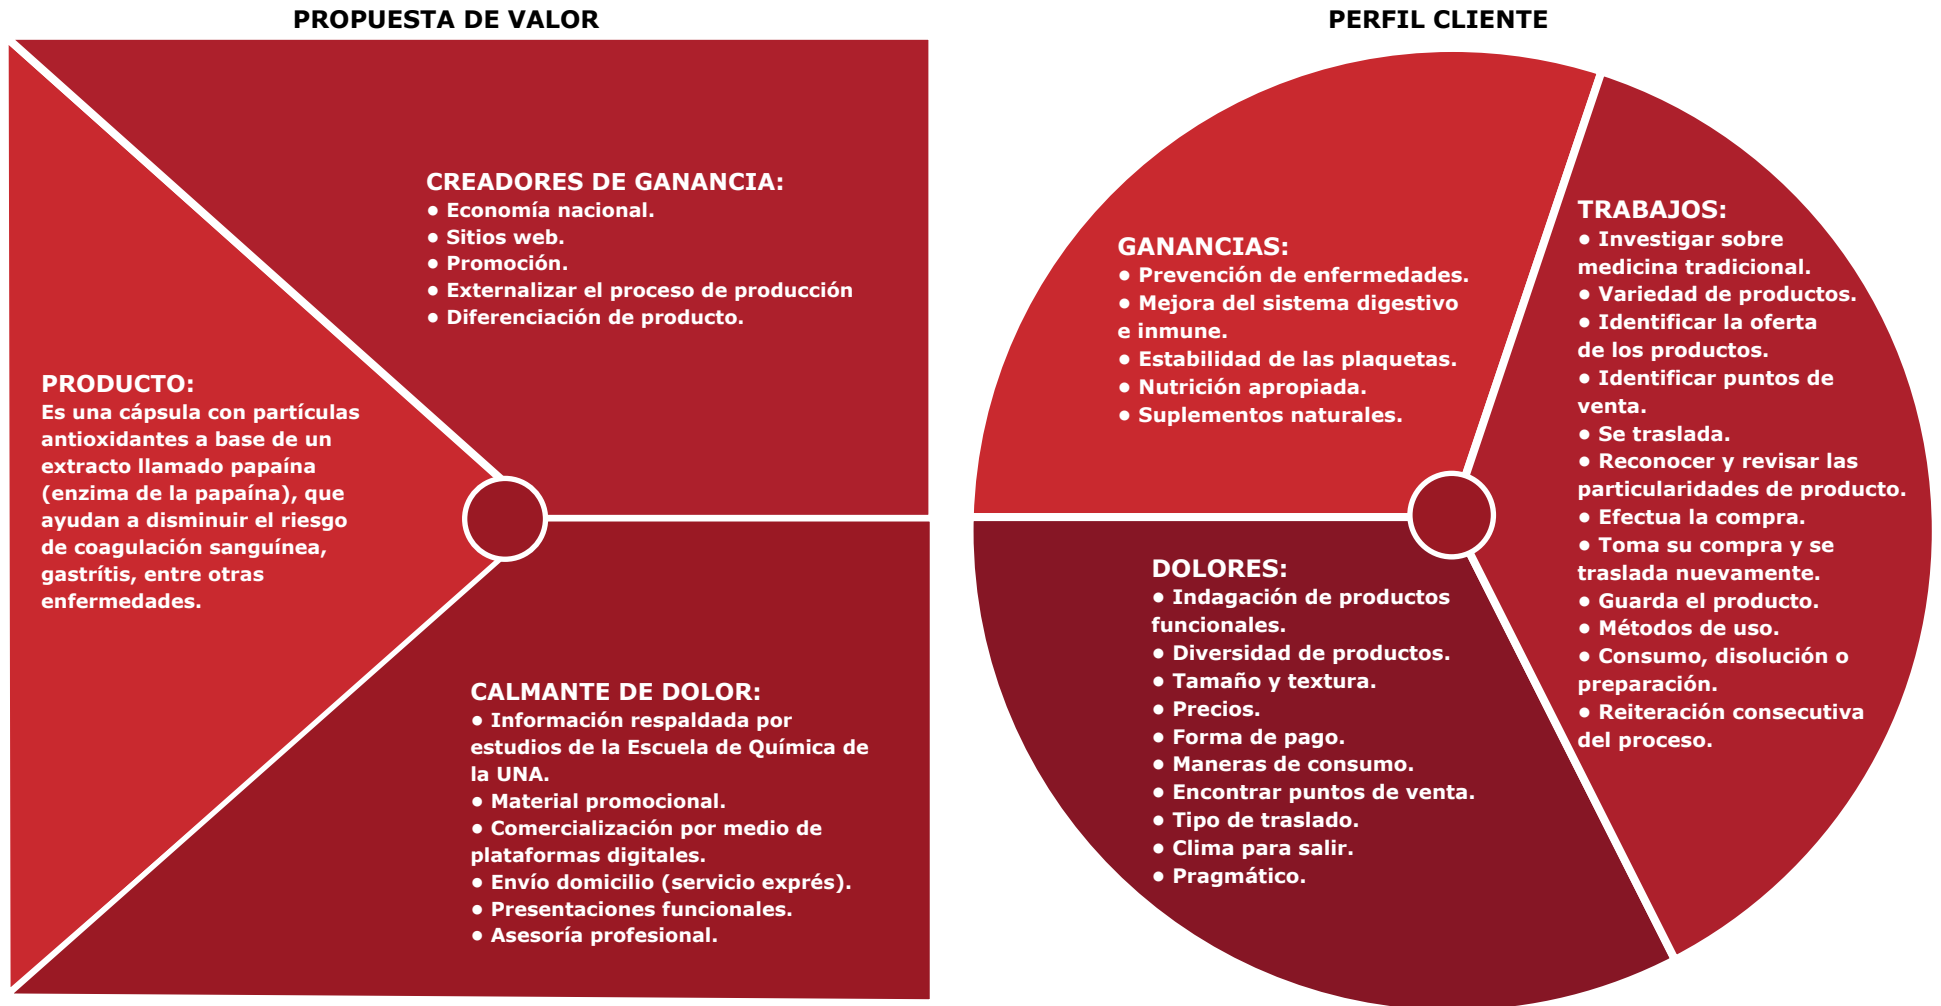 PROPUESTA DE VALOR
CREADORES DE GANANCIA:
● Economía nacional.
● Sitios web.
● Promoción.
● Externalizar el proceso de producción
● Diferenciación de producto.
PRODUCTO:
Es una cápsula con partículas
antioxidantes a base de un
extracto llamado papaína
(enzima de la papaína), que
ayudan a disminuir el riesgo
de coagulación sanguínea,
gastrítis, entre otras
enfermedades.
CALMANTE DE DOLOR:
● Información respaldada por
estudios de la Escuela de Química de
la UNA.
● Material promocional.
● Comercialización por medio de
plataformas digitales.
● Envío domicilio (servicio exprés).
● Presentaciones funcionales.
● Asesoría profesional.
PERFIL CLIENTE
GANANCIAS:
● Prevención de enfermedades.
● Mejora del sistema digestivo
e inmune.
● Estabilidad de las plaquetas.
● Nutrición apropiada.
● Suplementos naturales.
TRABAJOS:
● Investigar sobre
medicina tradicional.
● Variedad de productos.
● Identificar la oferta
de los productos.
● Identificar puntos de
venta.
● Se traslada.
● Reconocer y revisar las
particularidades de producto.
● Efectua la compra.
● Toma su compra y se
traslada nuevamente.
● Guarda el producto.
● Métodos de uso.
● Consumo, disolución o
preparación.
● Reiteración consecutiva
del proceso.
DOLORES:
● Indagación de productos
funcionales.
● Diversidad de productos.
● Tamaño y textura.
● Precios.
● Forma de pago.
● Maneras de consumo.
● Encontrar puntos de venta.
● Tipo de traslado.
● Clima para salir.
● Pragmático.